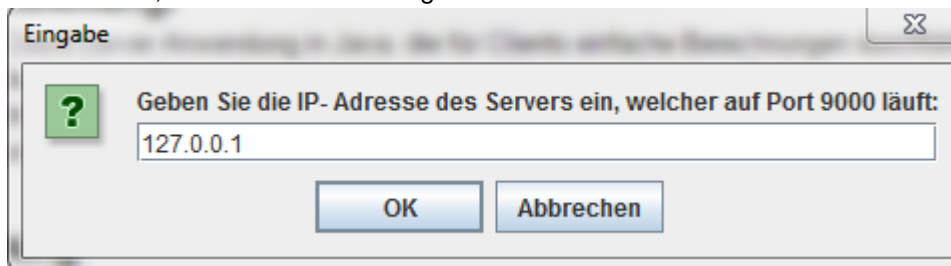 Eingabe
Geben Sie die IP- Adresse des Servers ein, welcher auf Port 9000 läuft:
127.0.0.1
OK Abbrechen